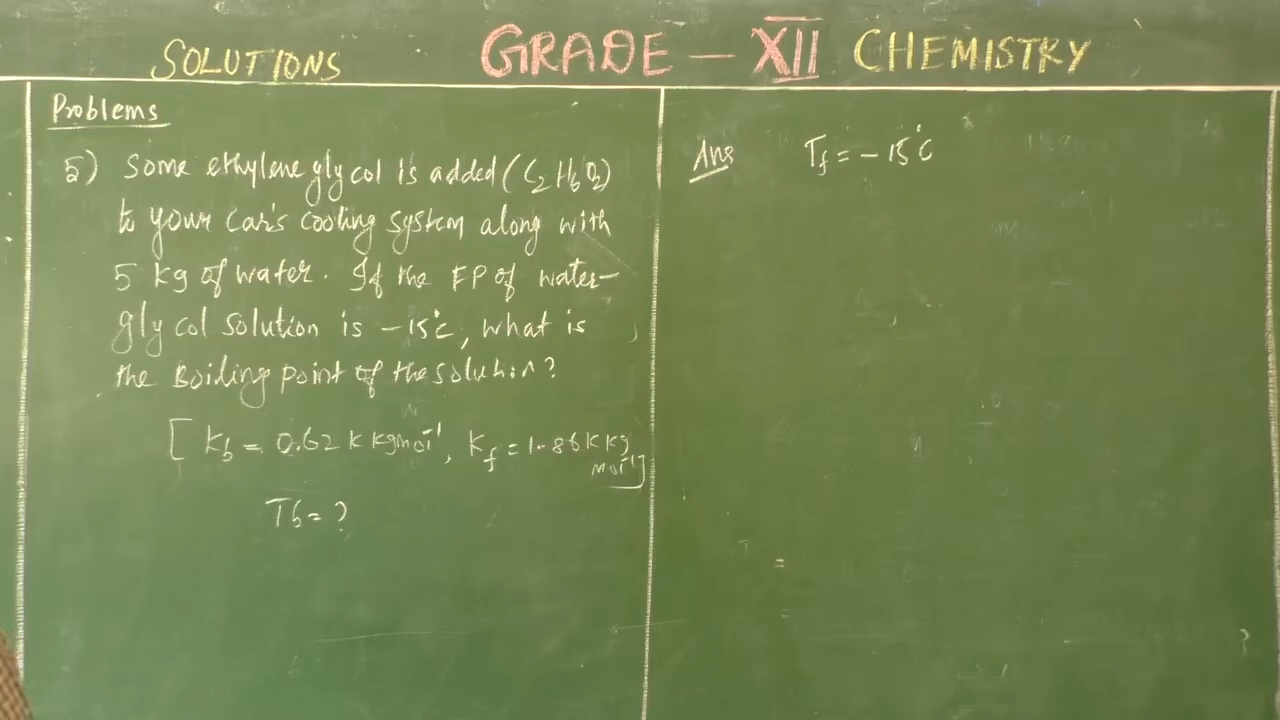 SOLUTIONS GRADE - XII CHEMISTRY
Problems
5) Some ethylene glycol is added (C2H6O2)
to your car's cooling system along with
5 kg of water. If the FP of water-
glycol solution is -15°C, what is
the Boiling point of the solution?
[Kb = 0.62 K kg mol-1, Kf = 1.86 K kg
mol-1]
Tb = ?
Ans Tf = -15°C